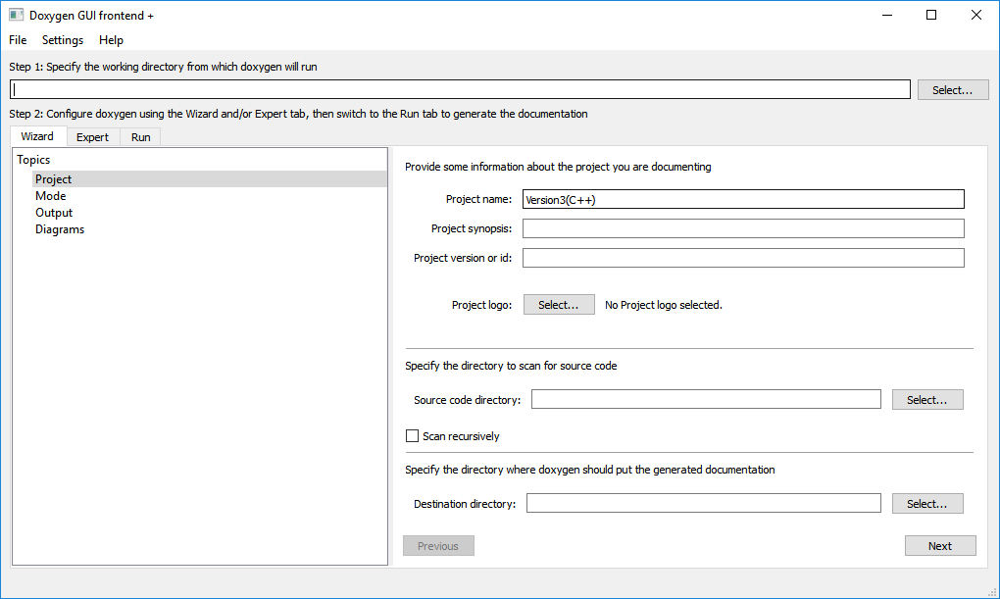 Doxygen GUI frontend +
File Settings Help
Step 1: Specify the working directory from which doxygen will run
Select...
Step 2: Configure doxygen using the Wizard and/or Expert tab, then switch to the Run tab to generate the documentation
Wizard Expert Run
Topics
Project
Mode
Output
Diagrams
Provide some information about the project you are documenting
Project name: Version3(C++)
Project synopsis:
Project version or id:
Project logo: Select... No Project logo selected.
Specify the directory to scan for source code
Source code directory: Select...
Scan recursively
Specify the directory where doxygen should put the generated documentation
Destination directory: Select...
Previous Next